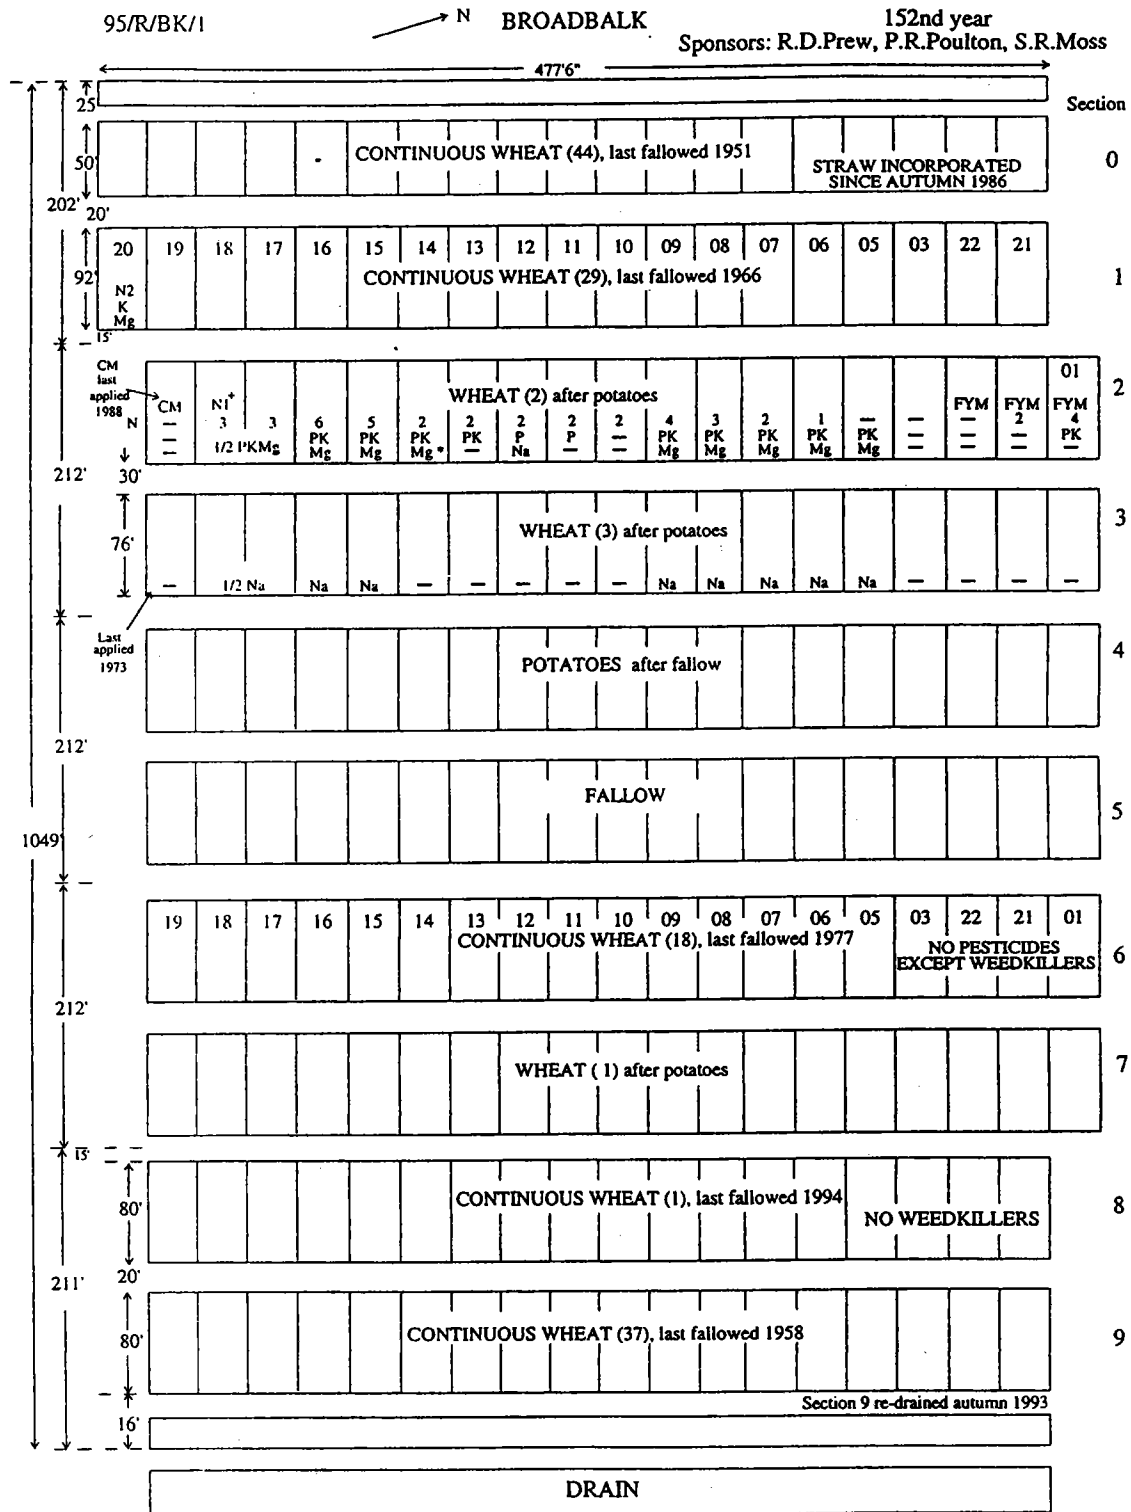 95/R/BK/1
N
BROADBALK
152nd year
Sponsors: R.D.Prew, P.R.Poulton, S.R.Moss
477'6"
25'
Section
50'
CONTINUOUS WHEAT (44), last fallowed 1951
STRAW INCORPORATED
SINCE AUTUMN 1986
0
202'
20'
20 19 18 17 16 15 14 13 12 11 10 09 08 07 06 05 03 22 21
92'
N2
K
Mg
CONTINUOUS WHEAT (29), last fallowed 1966
1
15'
CM
last
applied
1988
01
2
WHEAT (2) after potatoes
CM N1+ FYM FYM FYM
N — 3 3 6 5 2 2 2 2 2 4 3 2 1 — — — 2 4
— 1/2 PKMg PK PK PK PK P P — PK PK PK PK PK — — — PK
— Mg Mg Mg* — Na — — Mg Mg Mg Mg Mg — — — —
30'
212'
76'
WHEAT (3) after potatoes
3
— 1/2 Na Na Na — — — — — Na Na Na Na Na — — — —
Last
applied
1973
POTATOES after fallow
4
212'
FALLOW
5
1049'
19 18 17 16 15 14 13 12 11 10 09 08 07 06 05 03 22 21 01
CONTINUOUS WHEAT (18), last fallowed 1977
NO PESTICIDES
EXCEPT WEEDKILLERS
6
212'
WHEAT (1) after potatoes
7
15'
80'
CONTINUOUS WHEAT (1), last fallowed 1994
NO WEEDKILLERS
8
20'
211'
80'
CONTINUOUS WHEAT (37), last fallowed 1958
9
Section 9 re-drained autumn 1993
16'
DRAIN